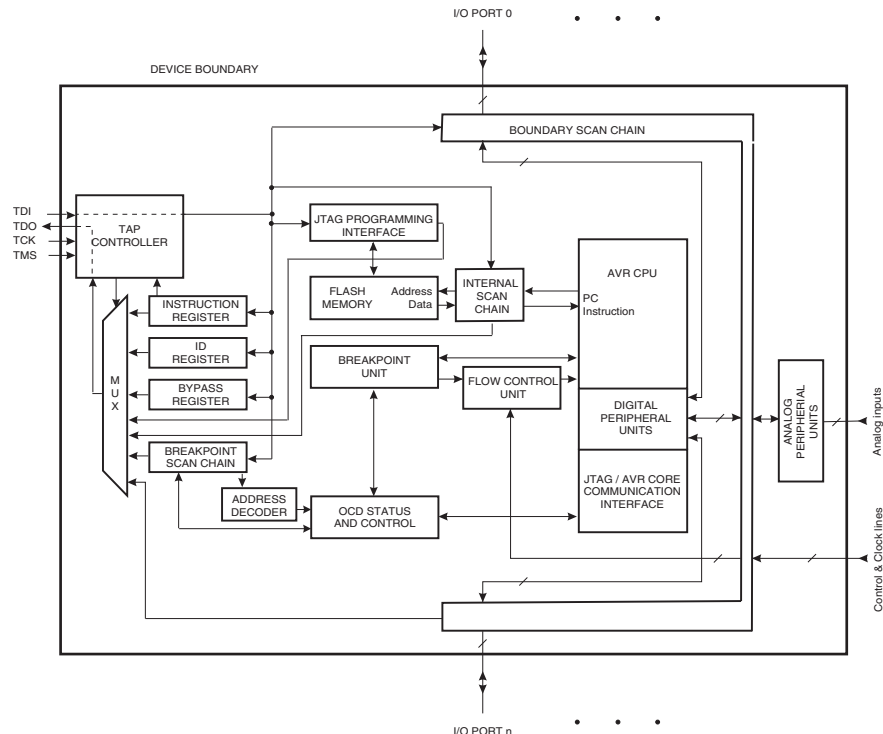 I/O PORT 0
DEVICE BOUNDARY
BOUNDARY SCAN CHAIN
TDI
TDO
TCK
TMS
TAP
CONTROLLER
JTAG PROGRAMMING
INTERFACE
AVR CPU
FLASH
MEMORY
Address
Data
INTERNAL
SCAN
CHAIN
PC
Instruction
INSTRUCTION
REGISTER
ID
REGISTER
BYPASS
REGISTER
M
U
X
BREAKPOINT
UNIT
FLOW CONTROL
UNIT
DIGITAL
PERIPHERAL
UNITS
ANALOG
PERIPHERIAL
UNITS
Analog inputs
BREAKPOINT
SCAN CHAIN
ADDRESS
DECODER
OCD STATUS
AND CONTROL
JTAG / AVR CORE
COMMUNICATION
INTERFACE
Control & Clock lines
I/O PORT n